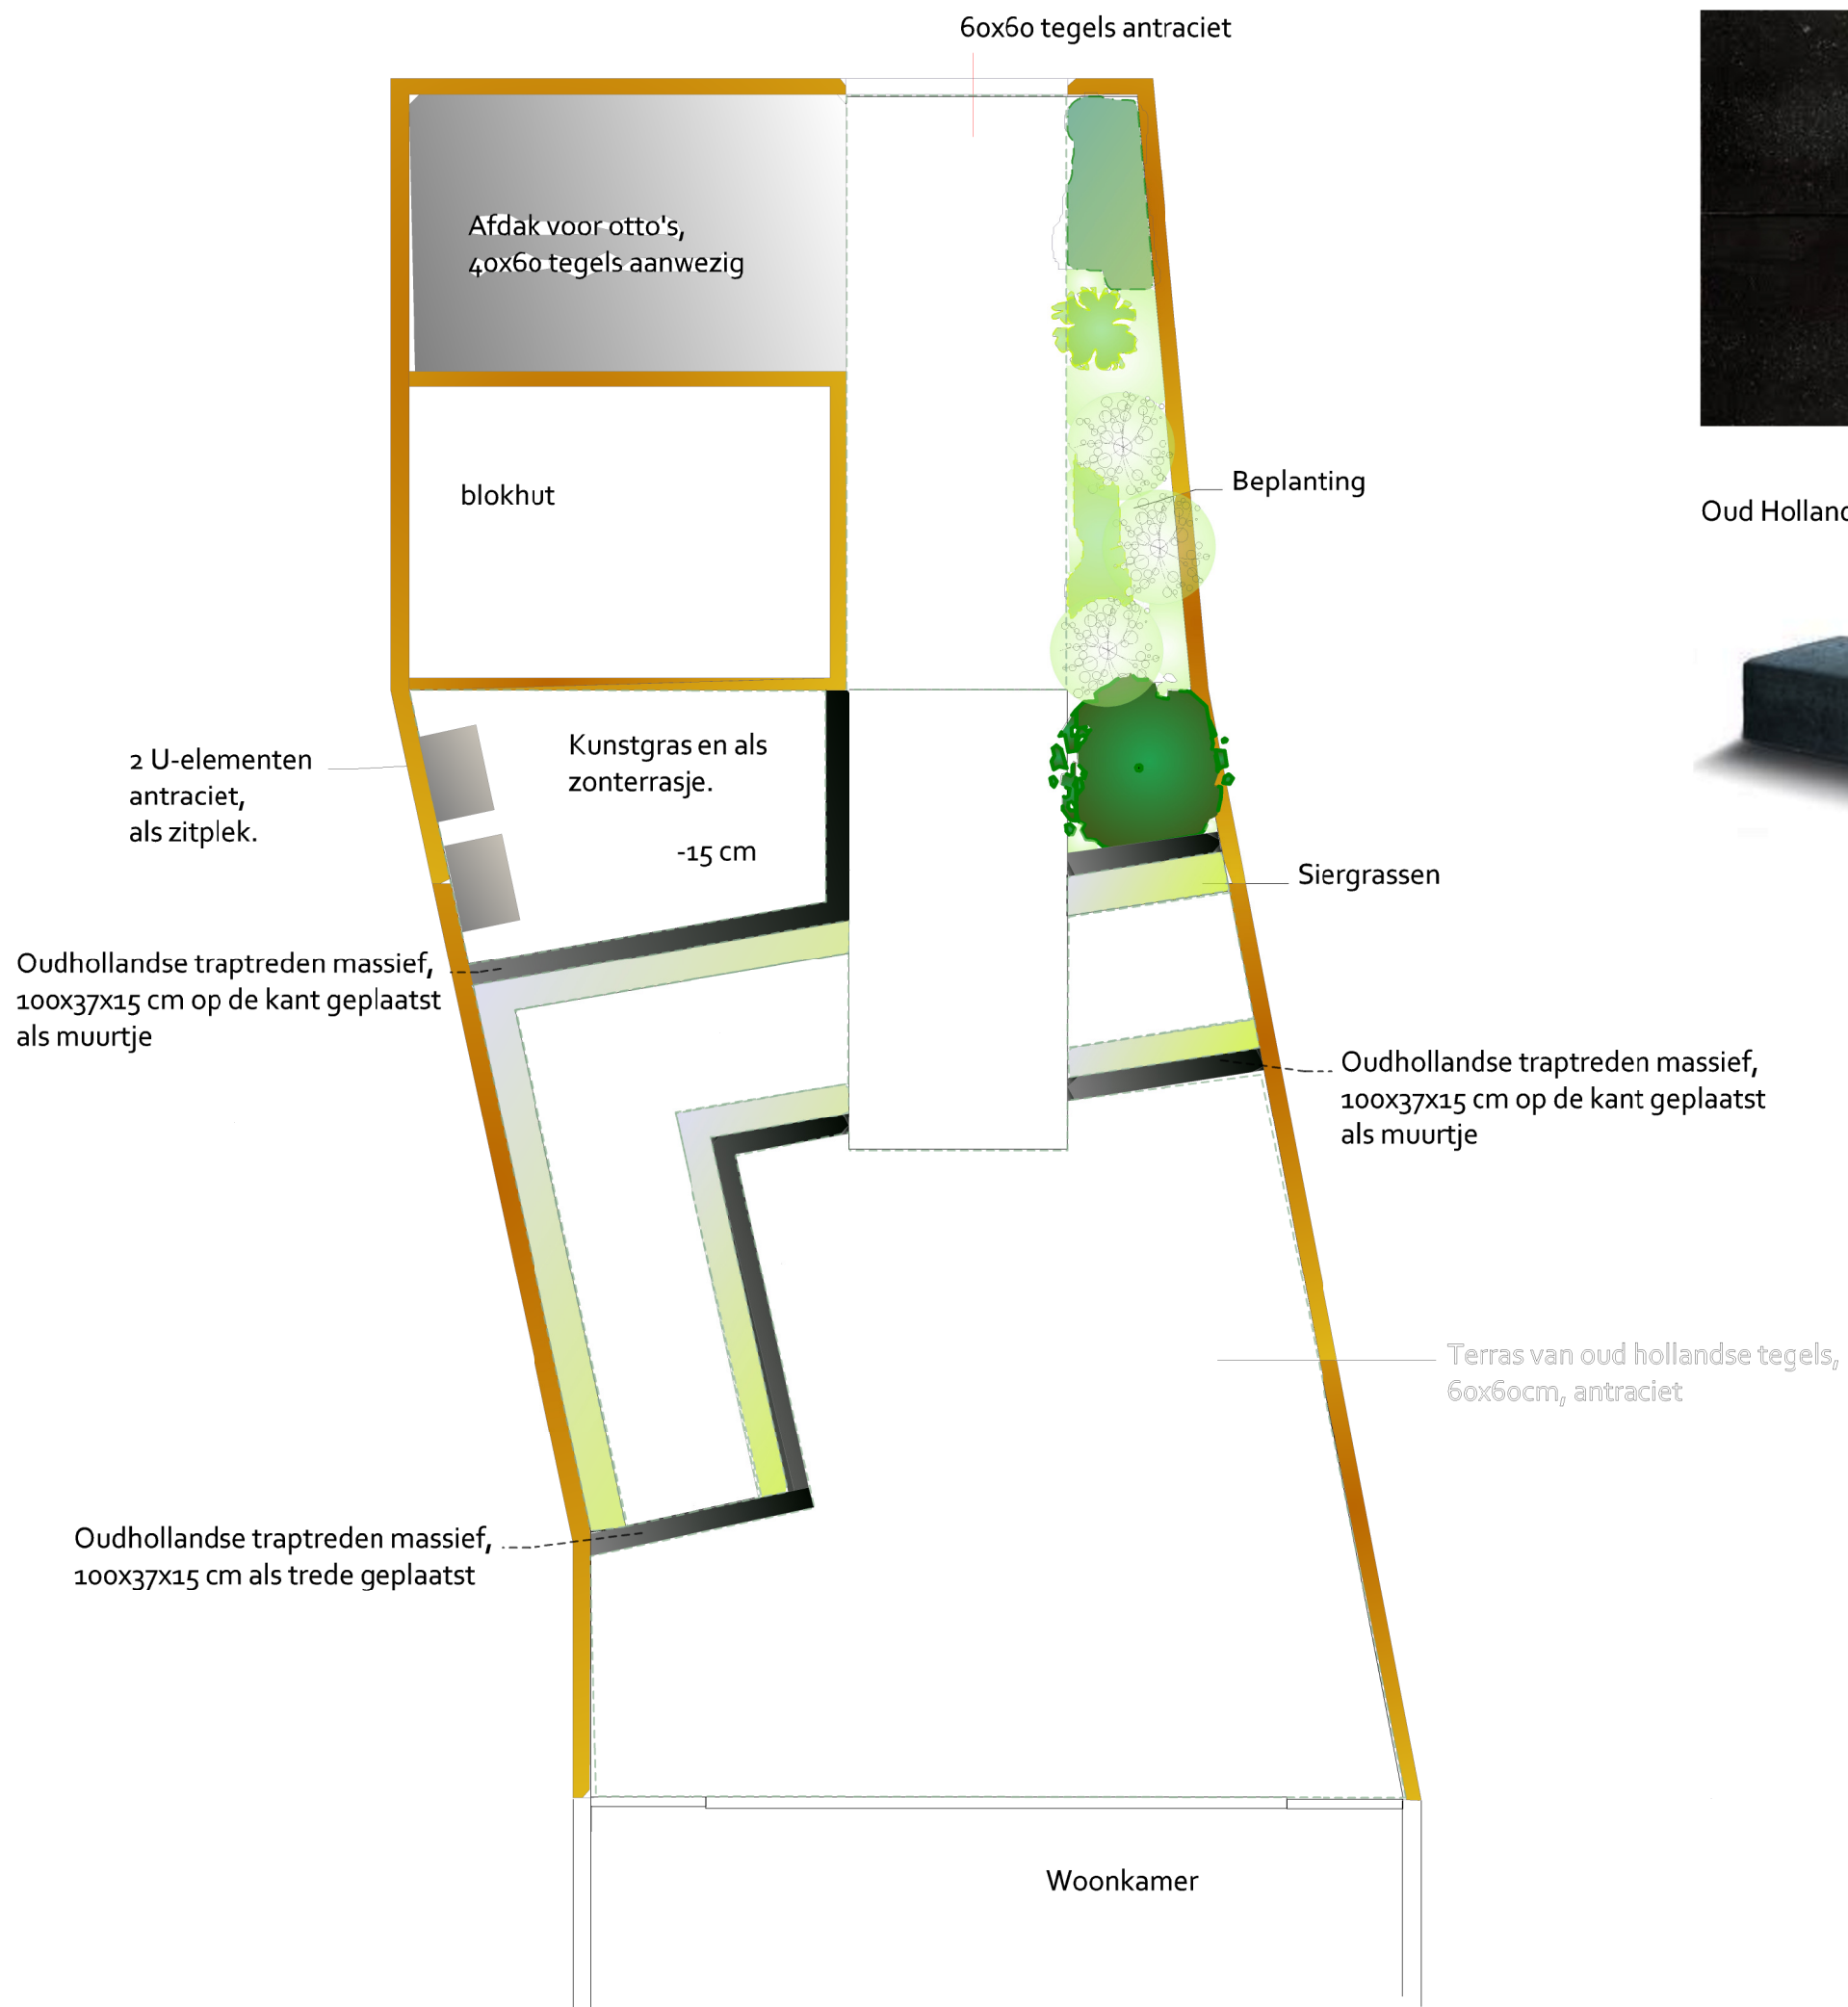 60x60 tegels antraciet
Afdak voor otto's,
40x60 tegels aanwezig
blokhut
Beplanting
Oud Holland
2 U-elementen
antraciet,
als zitplek.
Kunstgras en als
zonterrasje.
-15 cm
Siergrassen
Oudhollandse traptreden massief,
100x37x15 cm op de kant geplaatst
als muurtje
Oudhollandse traptreden massief,
100x37x15 cm op de kant geplaatst
als muurtje
Terras van oud hollandse tegels,
60x60cm, antraciet
Oudhollandse traptreden massief,
100x37x15 cm als trede geplaatst
Woonkamer